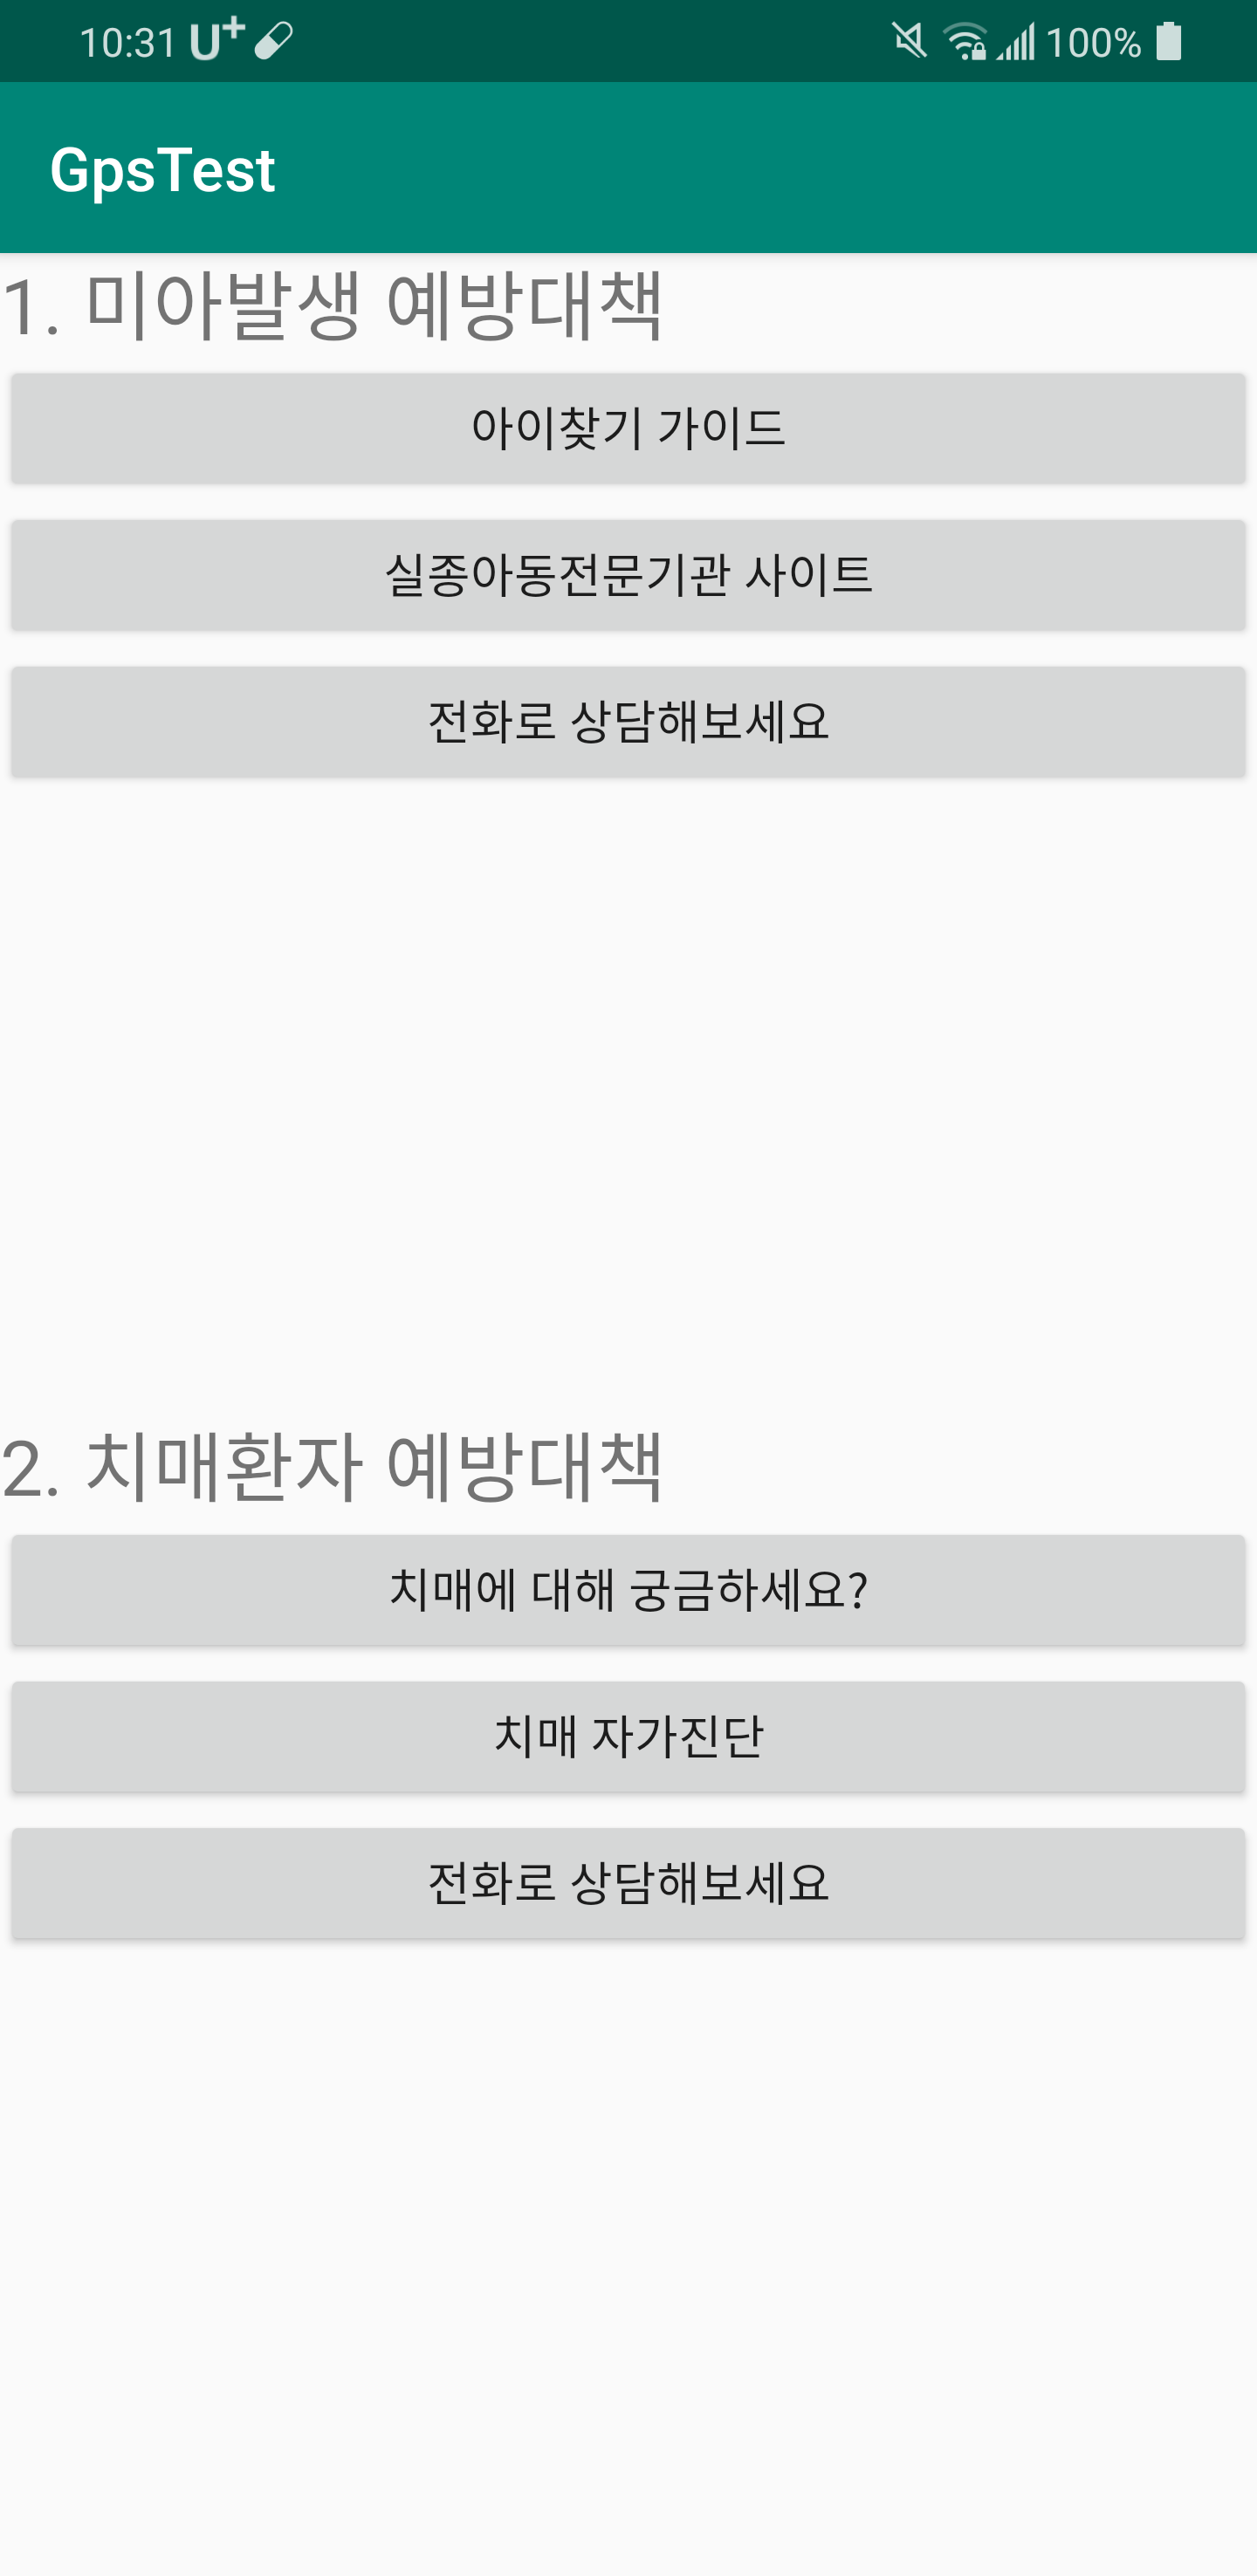 10:31 U+ 100%
GpsTest
1. 미아발생 예방대책
아이찾기 가이드
실종아동전문기관 사이트
전화로 상담해보세요
2. 치매환자 예방대책
치매에 대해 궁금하세요?
치매 자가진단
전화로 상담해보세요